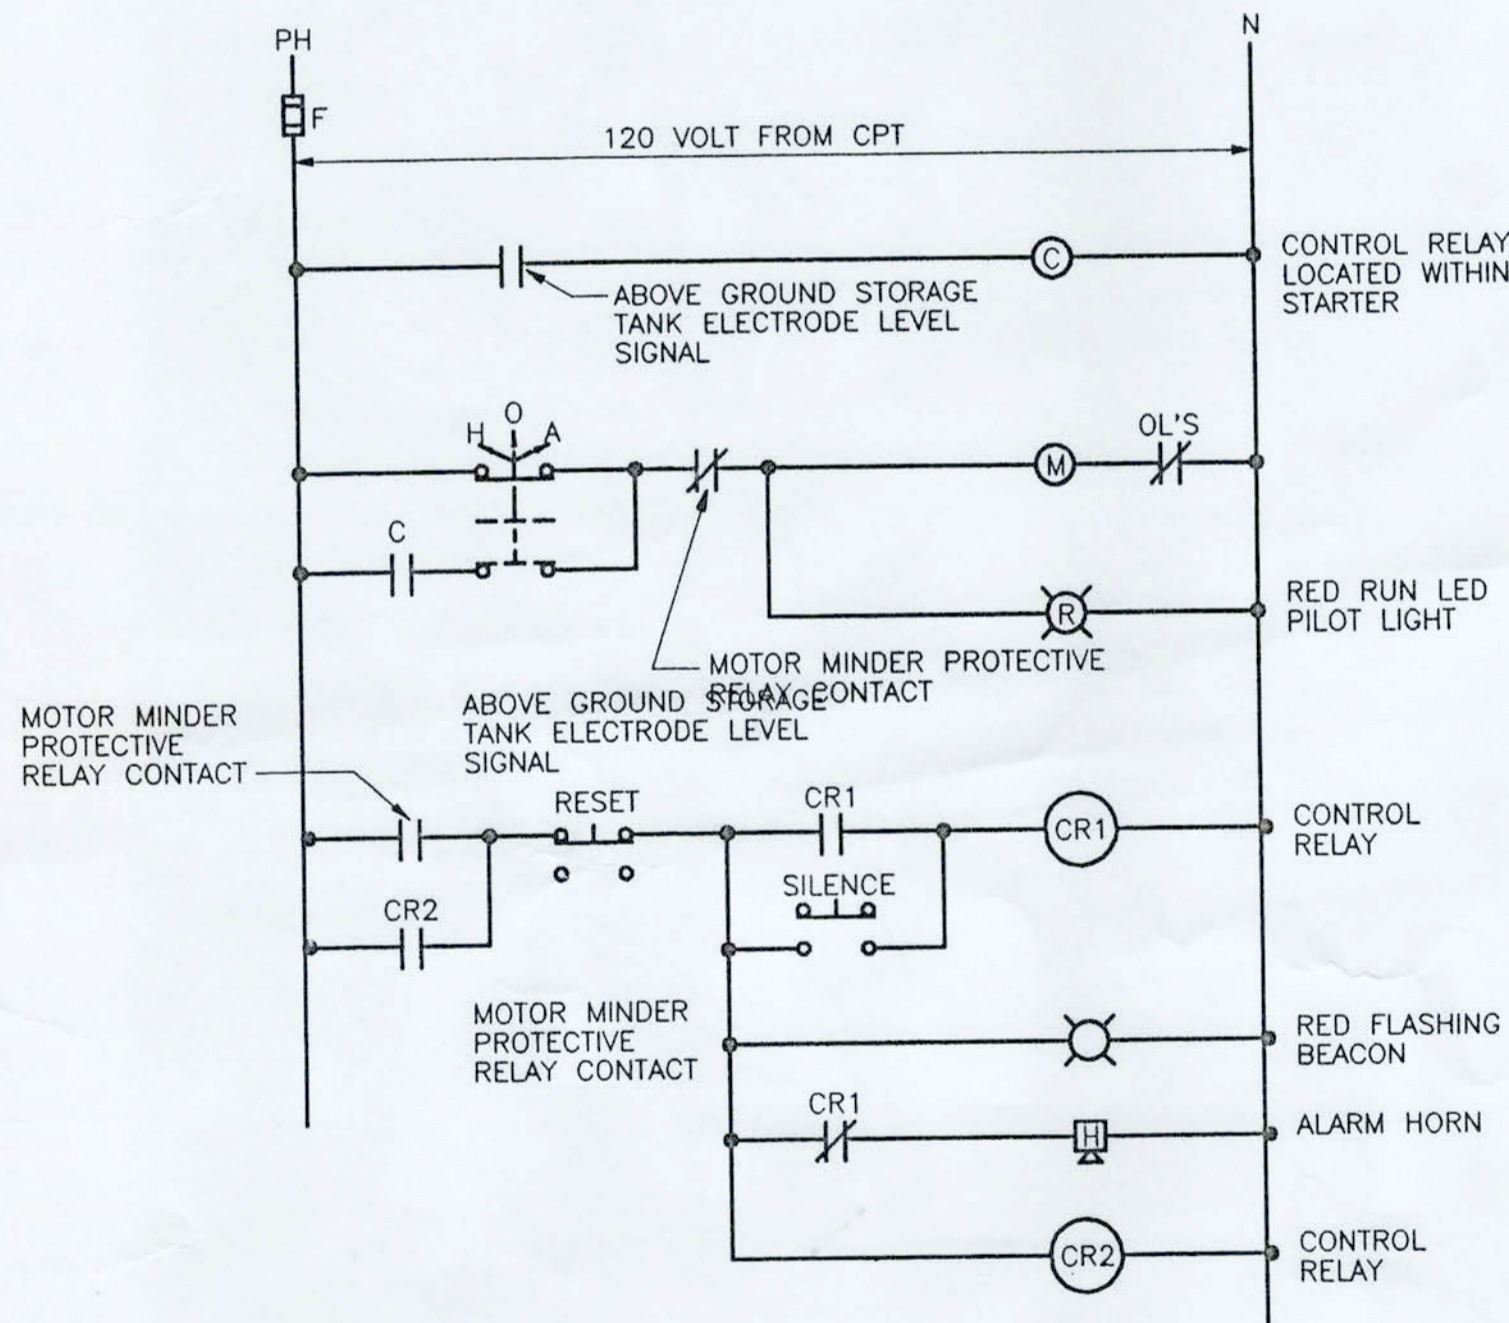 PH
N
F
120 VOLT FROM CPT
C
CONTROL RELAY
LOCATED WITHIN
STARTER
ABOVE GROUND STORAGE
TANK ELECTRODE LEVEL
SIGNAL
H O A
M
OL'S
C
R
RED RUN LED
PILOT LIGHT
MOTOR MINDER PROTECTIVE
RELAY CONTACT
ABOVE GROUND STORAGE
TANK ELECTRODE LEVEL
SIGNAL
MOTOR MINDER
PROTECTIVE
RELAY CONTACT
RESET
CR1
CR1
CONTROL
RELAY
SILENCE
CR2
MOTOR MINDER
PROTECTIVE
RELAY CONTACT
RED FLASHING
BEACON
CR1
H
ALARM HORN
CR2
CONTROL
RELAY